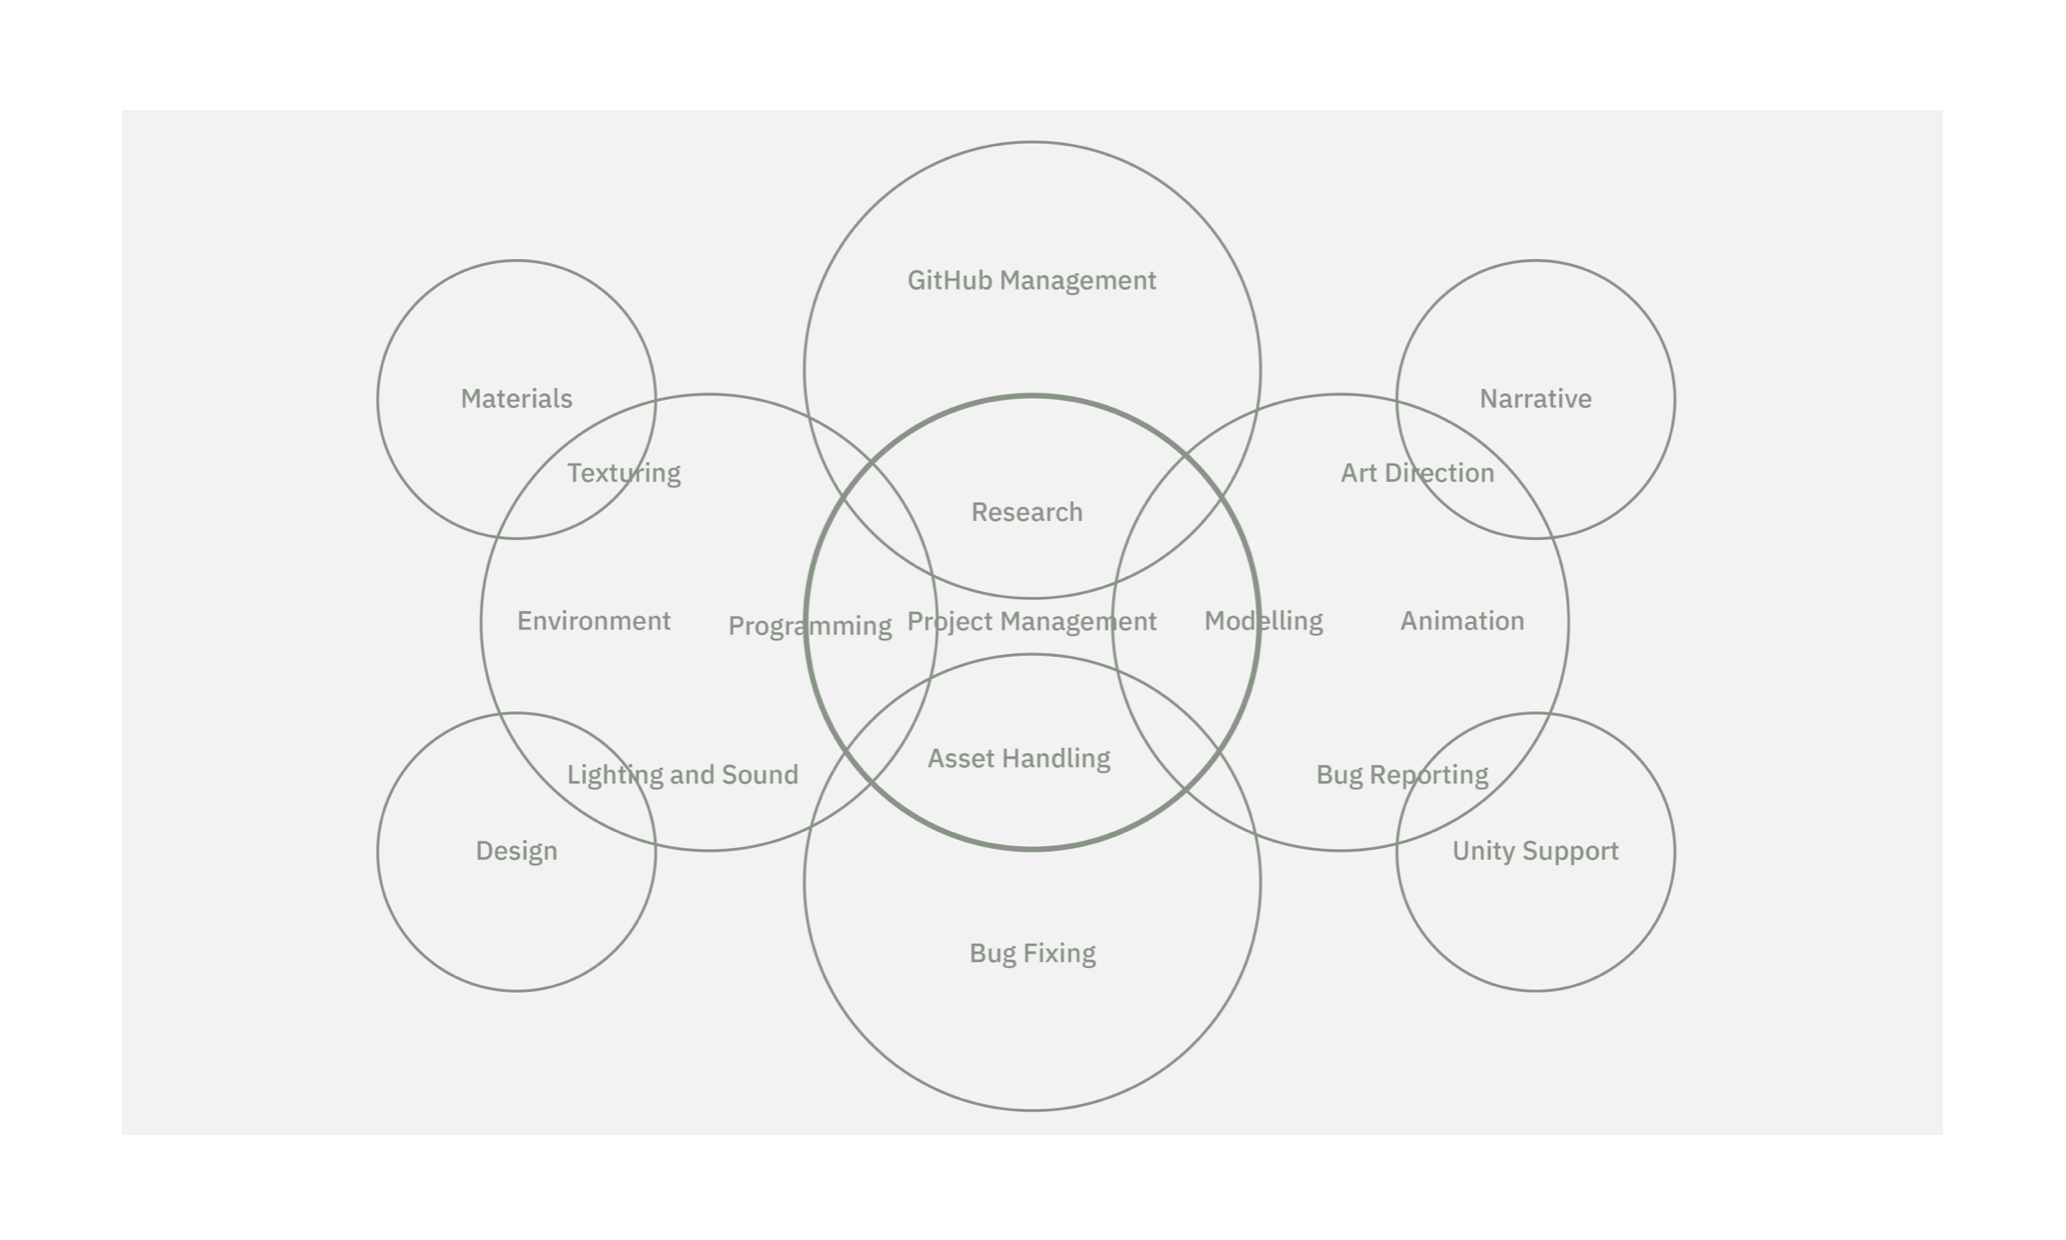 GitHub Management
Materials
Narrative
Texturing
Art Direction
Research
Environment
Programming
Project Management
Modelling
Animation
Asset Handling
Lighting and Sound
Bug Reporting
Design
Unity Support
Bug Fixing